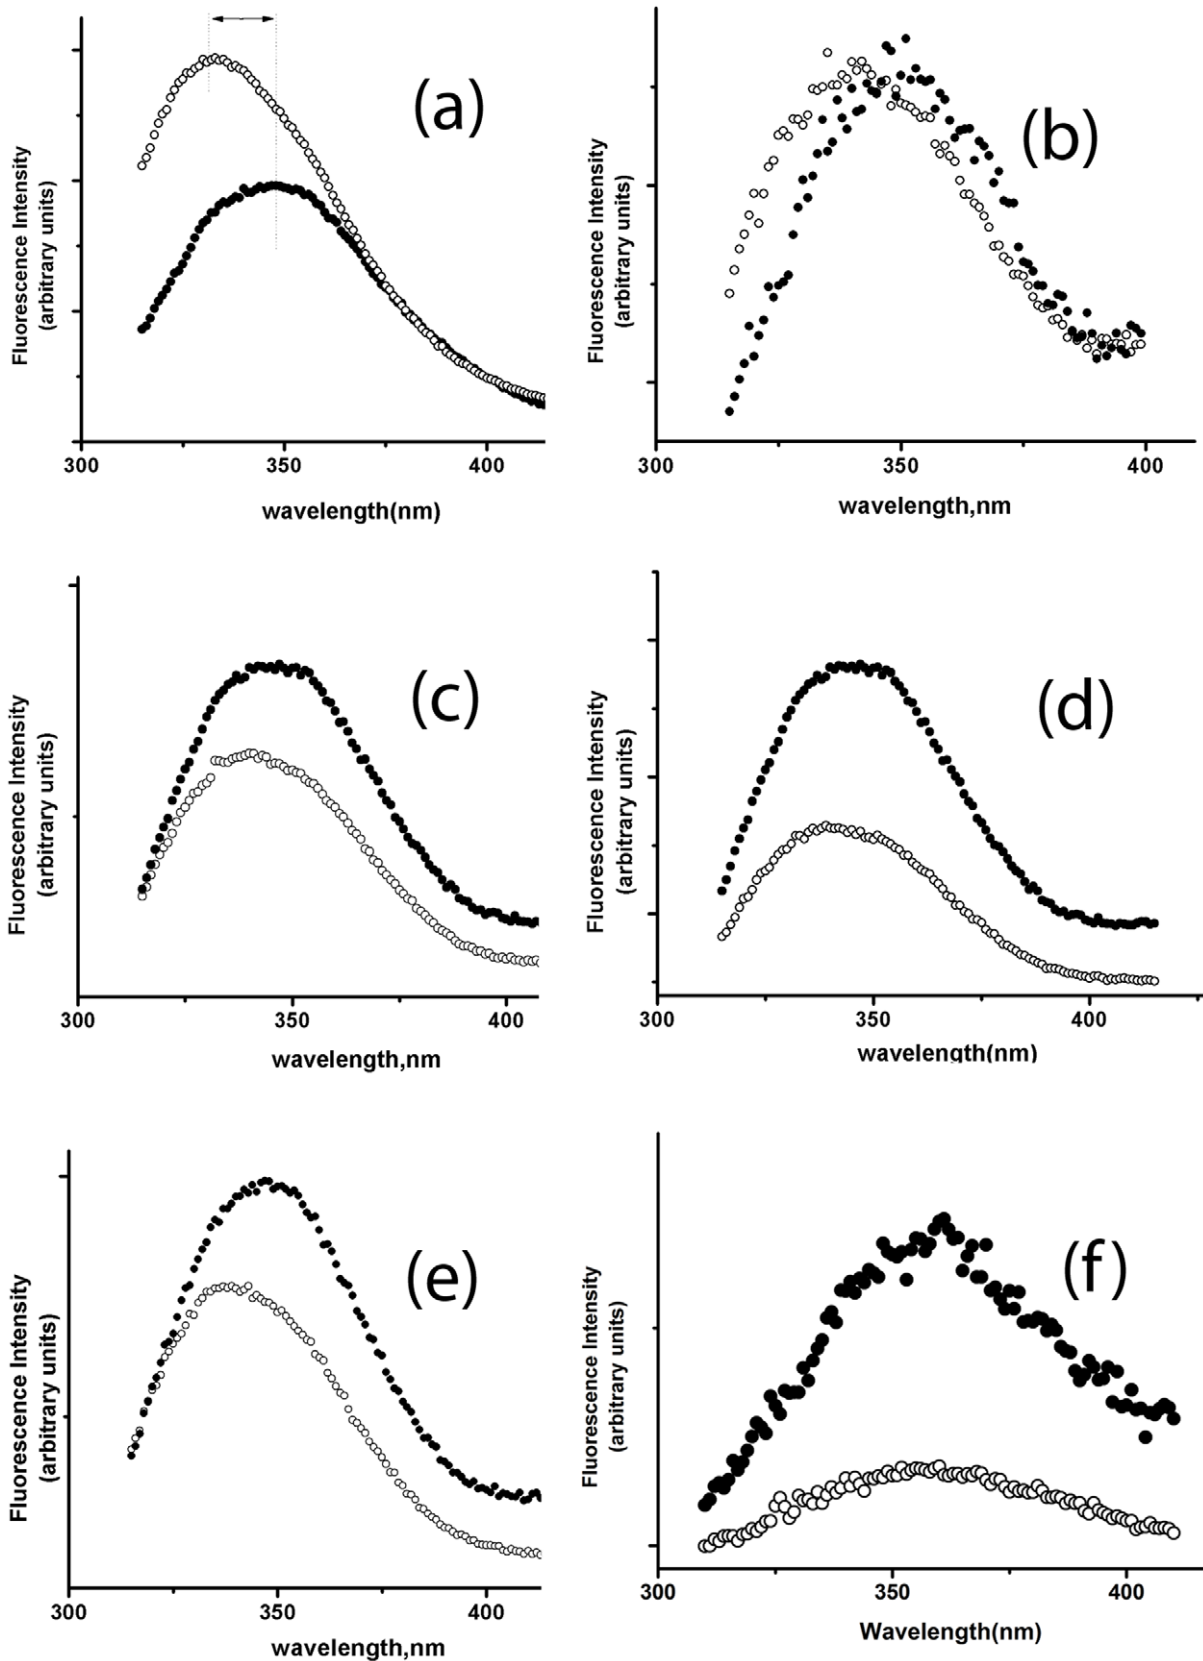 (a)
Fluorescence Intensity
(arbitrary units)
300 350 400
wavelength(nm)
(b)
Fluorescence Intensity
(arbitrary units)
300 350 400
wavelength,nm
(c)
Fluorescence Intensity
(arbitrary units)
300 350 400
wavelength,nm
(d)
Fluorescence Intensity
(arbitrary units)
300 350 400
wavelength(nm)
(e)
Fluorescence Intensity
(arbitrary units)
300 350 400
wavelength,nm
(f)
Fluorescence Intensity
(arbitrary units)
300 350 400
Wavelength(nm)